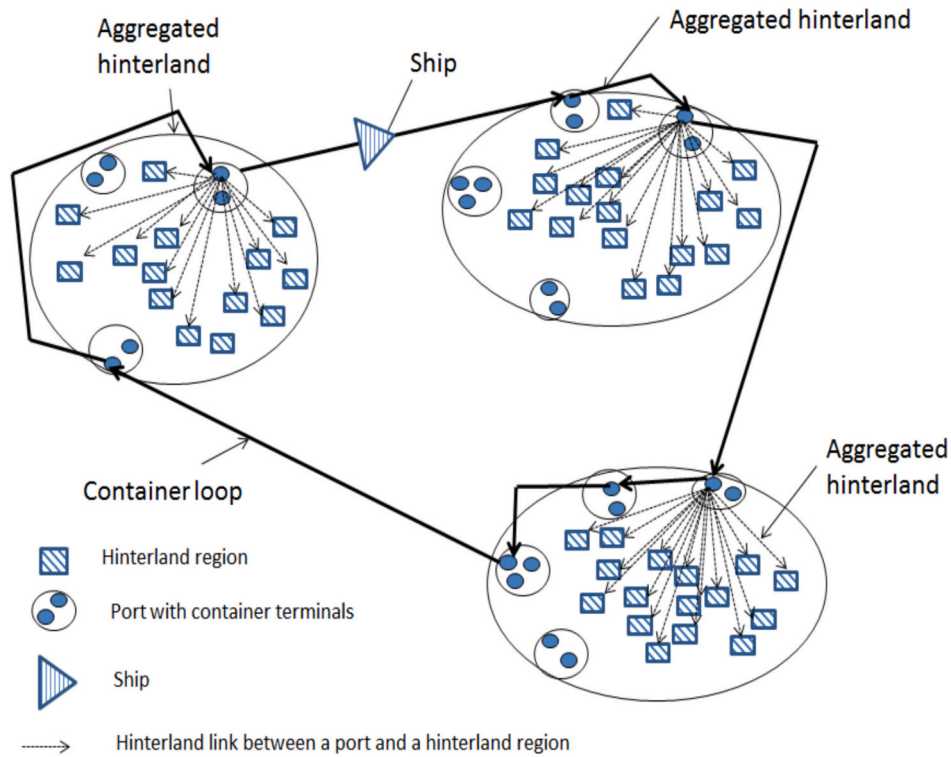 Aggregated
hinterland
Ship
Aggregated hinterland
Aggregated
hinterland
Container loop
Hinterland region
Port with container terminals
Ship
Hinterland link between a port and a hinterland region